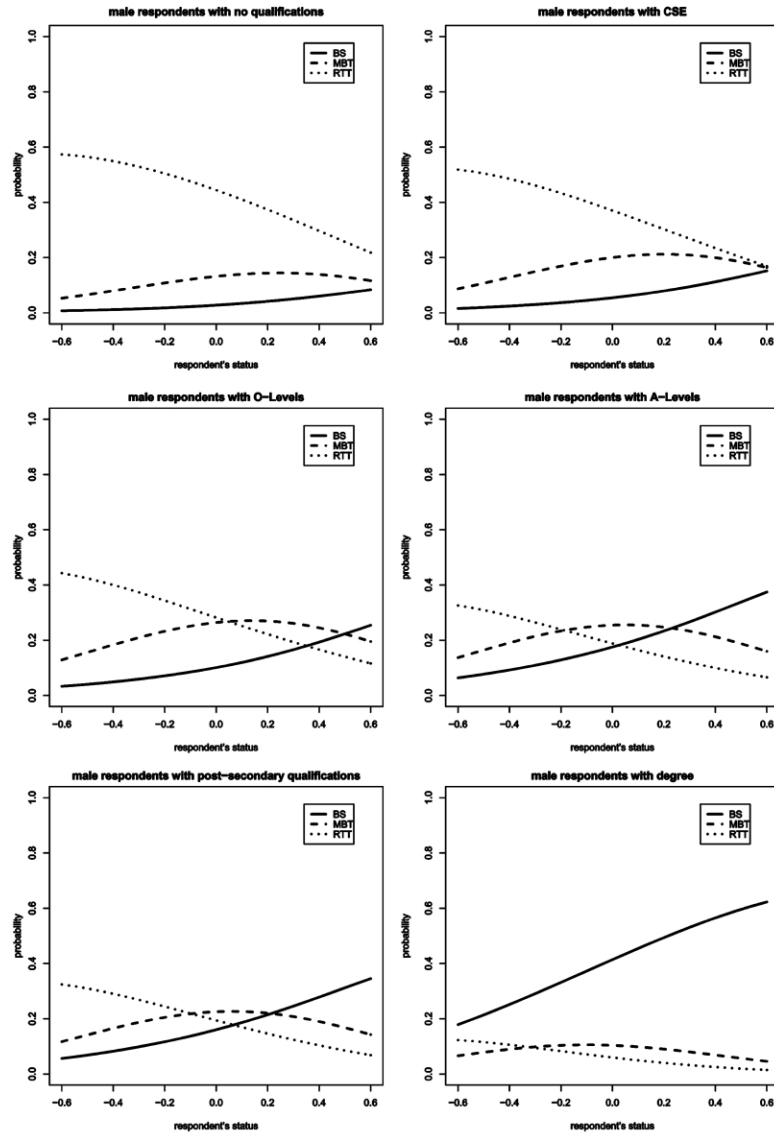 male respondents with no qualifications
BS
MBT
RTT
probability
1.0
0.8
0.6
0.4
0.2
0.0
−0.6 −0.4 −0.2 0.0 0.2 0.4 0.6
respondent's status
male respondents with CSE
BS
MBT
RTT
probability
1.0
0.8
0.6
0.4
0.2
0.0
−0.6 −0.4 −0.2 0.0 0.2 0.4 0.6
respondent's status
male respondents with O−Levels
BS
MBT
RTT
probability
1.0
0.8
0.6
0.4
0.2
0.0
−0.6 −0.4 −0.2 0.0 0.2 0.4 0.6
respondent's status
male respondents with A−Levels
BS
MBT
RTT
probability
1.0
0.8
0.6
0.4
0.2
0.0
−0.6 −0.4 −0.2 0.0 0.2 0.4 0.6
respondent's status
male respondents with post−secondary qualifications
BS
MBT
RTT
probability
1.0
0.8
0.6
0.4
0.2
0.0
−0.6 −0.4 −0.2 0.0 0.2 0.4 0.6
respondent's status
male respondents with degree
BS
MBT
RTT
probability
1.0
0.8
0.6
0.4
0.2
0.0
−0.6 −0.4 −0.2 0.0 0.2 0.4 0.6
respondent's status